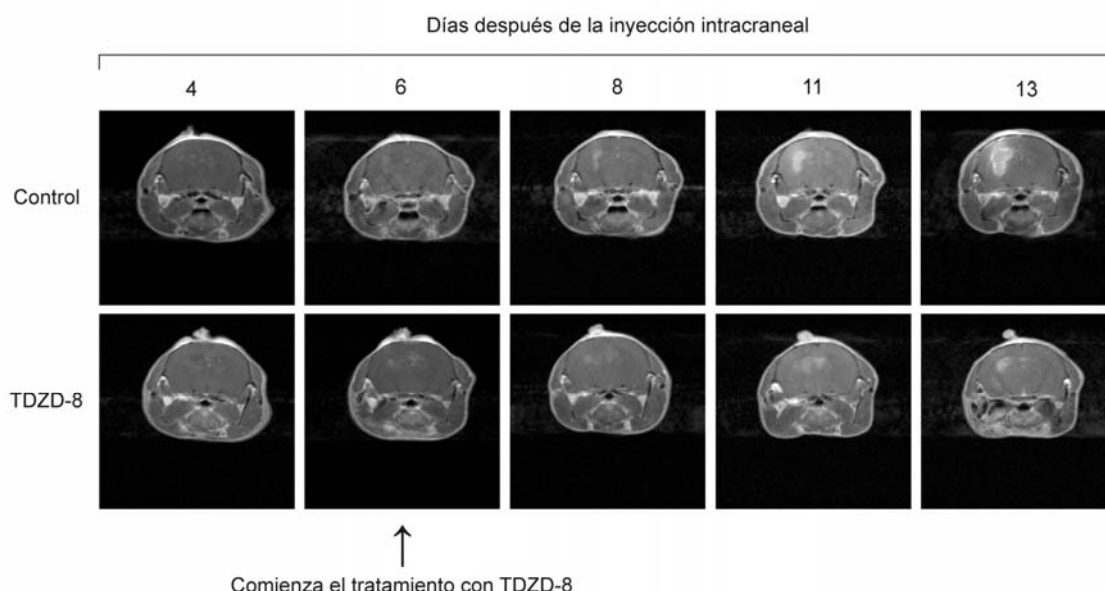 Días después de la inyección intracraneal
4 6 8 11 13
Control
TDZD-8
Comienza el tratamiento con TDZD-8